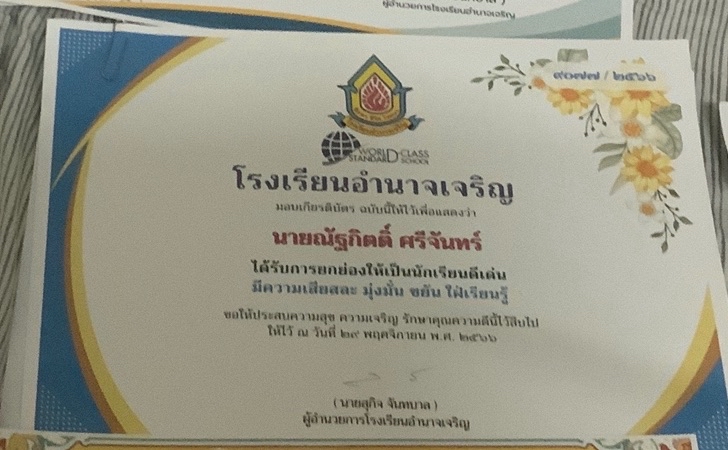 ผู้อำนวยการโรงเรียนอำนาจเจริญ
๙๐๗๗ / ๒๕๖๖
WORLD CLASS
STANDARD SCHOOL
โรงเรียนอำนาจเจริญ
มอบเกียรติบัตร ฉบับนี้ให้ไว้เพื่อแสดงว่า
นายณัฐกิตติ์ ศรีจันทร์
ได้รับการยกย่องให้เป็นนักเรียนดีเด่น
มีความเสียสละ มุ่งมั่น ขยัน ใฝ่เรียนรู้
ขอให้ประสบความสุข ความเจริญ รักษาคุณความดีนี้ไว้สืบไป
ให้ไว้ ณ วันที่ ๒๙ พฤศจิกายน พ.ศ. ๒๕๖๖
( นายสุกิจ จันทบาล )
ผู้อำนวยการโรงเรียนอำนาจเจริญ